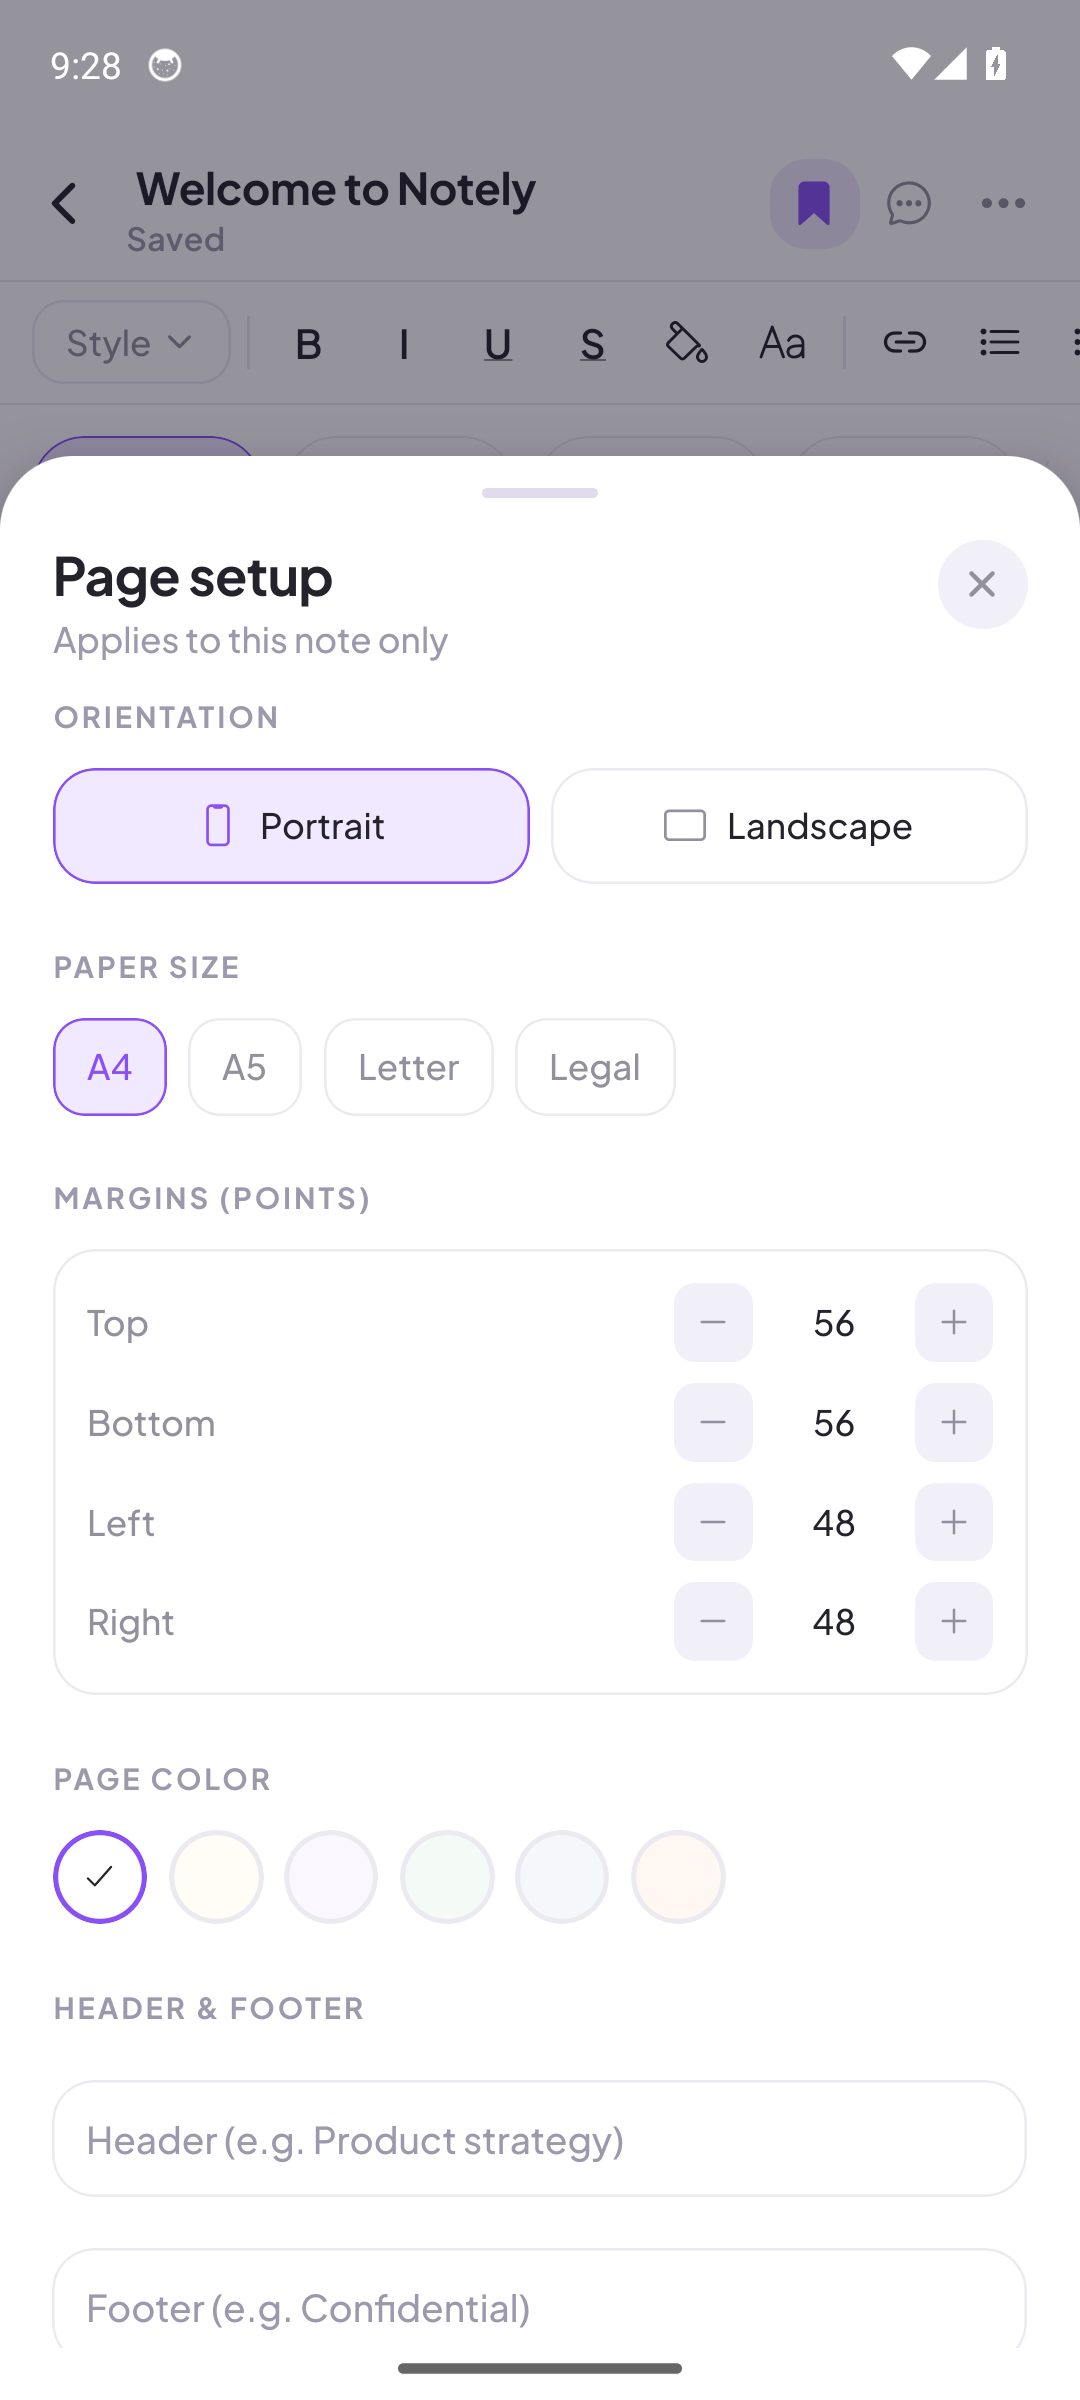 9:28
Welcome to Notely
Saved
Style
B I U S Aa
Page setup
Applies to this note only
ORIENTATION
Portrait Landscape
PAPER SIZE
A4 A5 Letter Legal
MARGINS (POINTS)
Top 56
Bottom 56
Left 48
Right 48
PAGE COLOR
HEADER & FOOTER
Header (e.g. Product strategy)
Footer (e.g. Confidential)